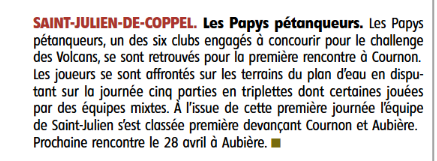 SAINT-JULIEN-DE-COPPEL. Les Papys pétanqueurs. Les Papys
pétanqueurs, un des six clubs engagés à concourir pour le challenge
des Volcans, se sont retrouvés pour la première rencontre à Cournon.
Les joueurs se sont affrontés sur les terrains du plan d'eau en dispu-
tant sur la journée cinq parties en triplettes dont certaines jouées
par des équipes mixtes. À l'issue de cette première journée l'équipe
de Saint-Julien s'est classée première devançant Cournon et Aubière.
Prochaine rencontre le 28 avril à Aubière. ■